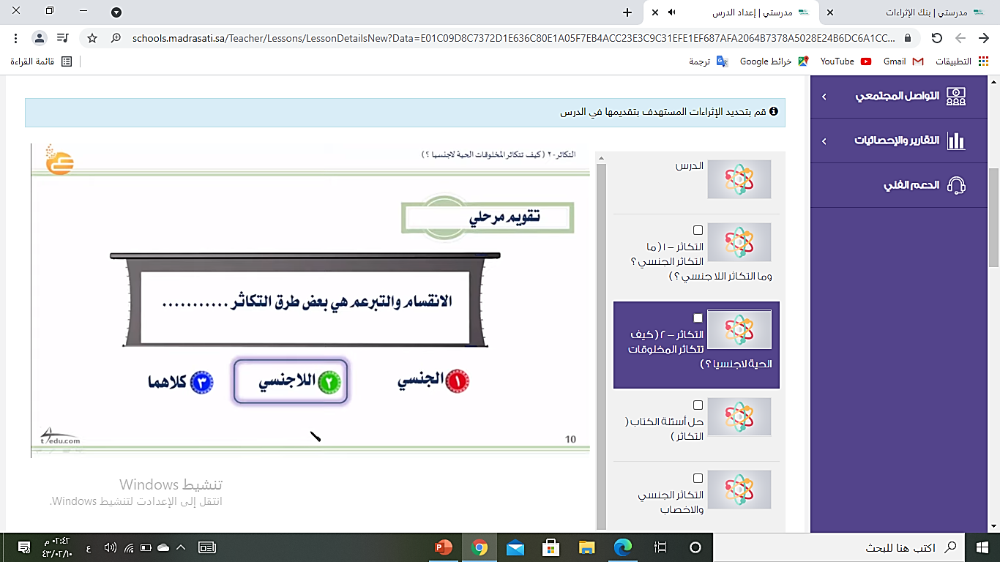 مدرستي | بنك الإثراءات
مدرستي | إعداد الدرس
schools.madrasati.sa/Teacher/Lessons/LessonDetailsNew?Data=E01C09D8C7372D1E636C80E1A05F7EB4ACC23E3C9C31EFE1EF687AFA2064B7378A5028E24B6DC6A1CC...
التطبيقات
Gmail
YouTube
خرائط Google
ترجمة
قائمة القراءة
التواصل المجتمعي
التقارير والإحصائيات
الدعم الفني
قم بتحديد الإثراءات المستهدف بتقديمها في الدرس
الدرس
التكاثر – ١ ( ما
التكاثر الجنسي ؟
وما التكاثر اللا جنسي ؟ )
التكاثر – ٢ ( كيف
تتكاثر المخلوقات
الحية لاجنسيا ؟ )
حل أسئلة الكتاب (
التكاثر )
التكاثر الجنسي
والاخصاب
التكاثر-٢ ( كيف تتكاثر المخلوقات الحية لاجنسيا ؟ )
تقويم مرحلي
الانقسام والتبرعم هي بعض طرق التكاثر ...........
١ الجنسي
٢ اللاجنسي
٣ كلاهما
t4edu.com
10
تنشيط Windows
انتقل إلى الإعدادات لتنشيط Windows.
اكتب هنا للبحث
ع
٠٢:٤٢ م
٤٣/٠٢/١٠